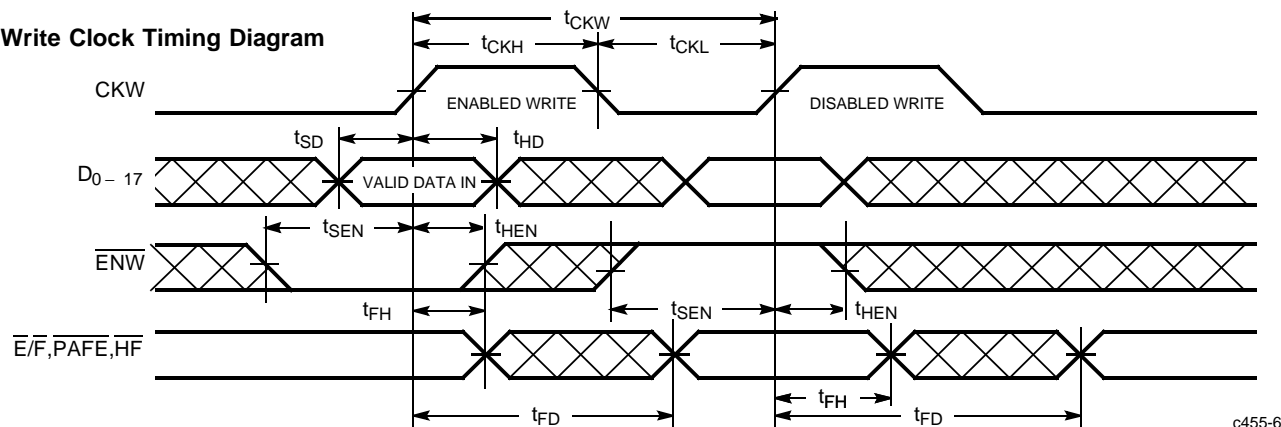 Write Clock Timing Diagram
tCKW
tCKH
tCKL
CKW
ENABLED WRITE
DISABLED WRITE
tSD
tHD
D0 – 17
VALID DATA IN
tSEN
tHEN
ENW
tFH
tSEN
tHEN
E/F,PAFE,HF
tFD
tFH
tFD
c455-6